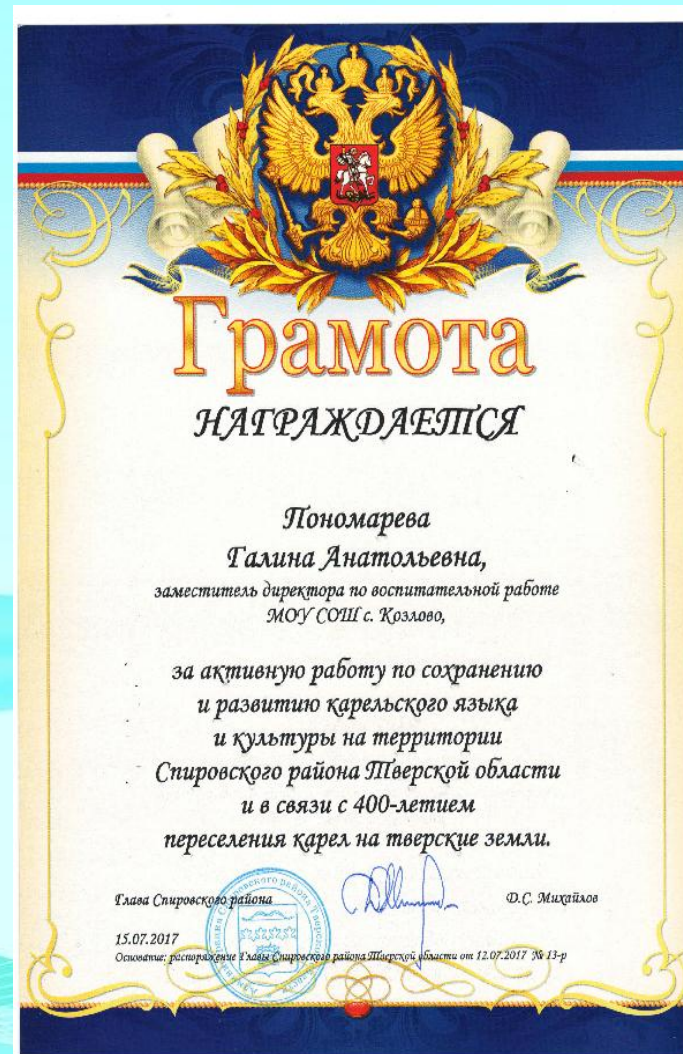 Грамота
НАГРАЖДАЕТСЯ
Пономарева
Галина Анатольевна,
заместитель директора по воспитательной работе
МОУ СОШ с. Козлово,
за активную работу по сохранению
и развитию карельского языка
и культуры на территории
Спировского района Тверской области
и в связи с 400-летием
переселения карел на тверские земли.
Глава Спировского района Д.С. Михайлов
15.07.2017
Основание: распоряжение Главы Спировского района Тверской области от 12.07.2017 № 13-р